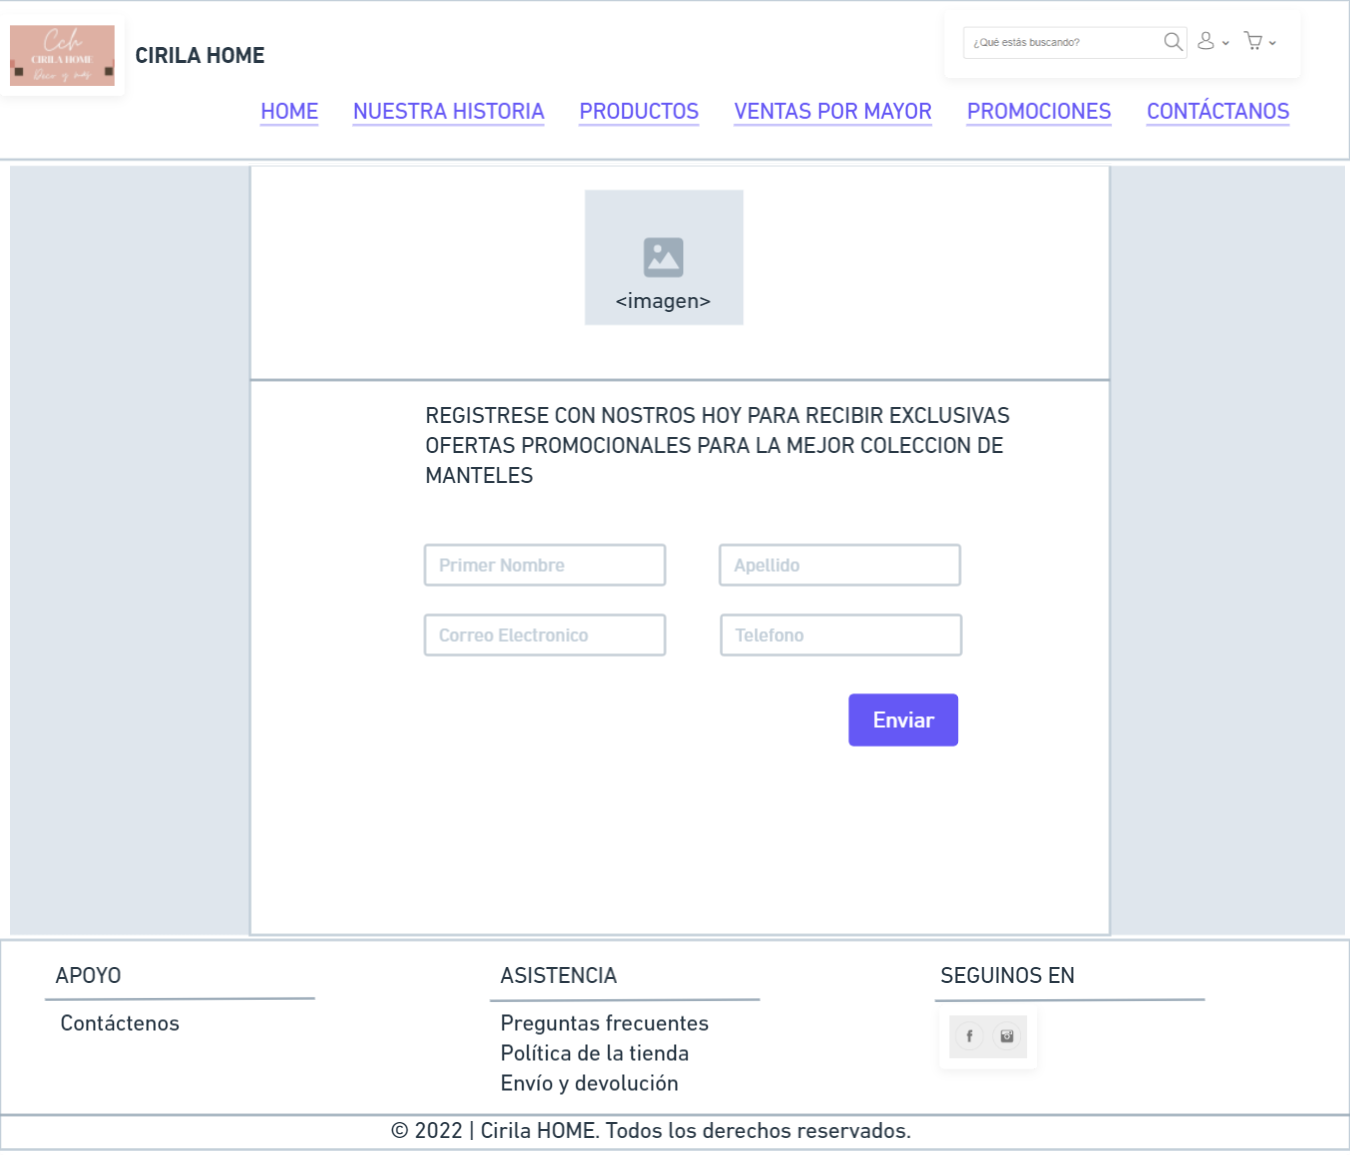 Cch
CIRILA HOME
Deco y más
CIRILA HOME
¿Qué estás buscando?
HOME NUESTRA HISTORIA PRODUCTOS VENTAS POR MAYOR PROMOCIONES CONTÁCTANOS
<imagen>
REGISTRESE CON NOSTROS HOY PARA RECIBIR EXCLUSIVAS
OFERTAS PROMOCIONALES PARA LA MEJOR COLECCION DE
MANTELES
Primer Nombre Apellido
Correo Electronico Telefono
Enviar
APOYO
Contáctenos
ASISTENCIA
Preguntas frecuentes
Política de la tienda
Envío y devolución
SEGUINOS EN
© 2022 | Cirila HOME. Todos los derechos reservados.